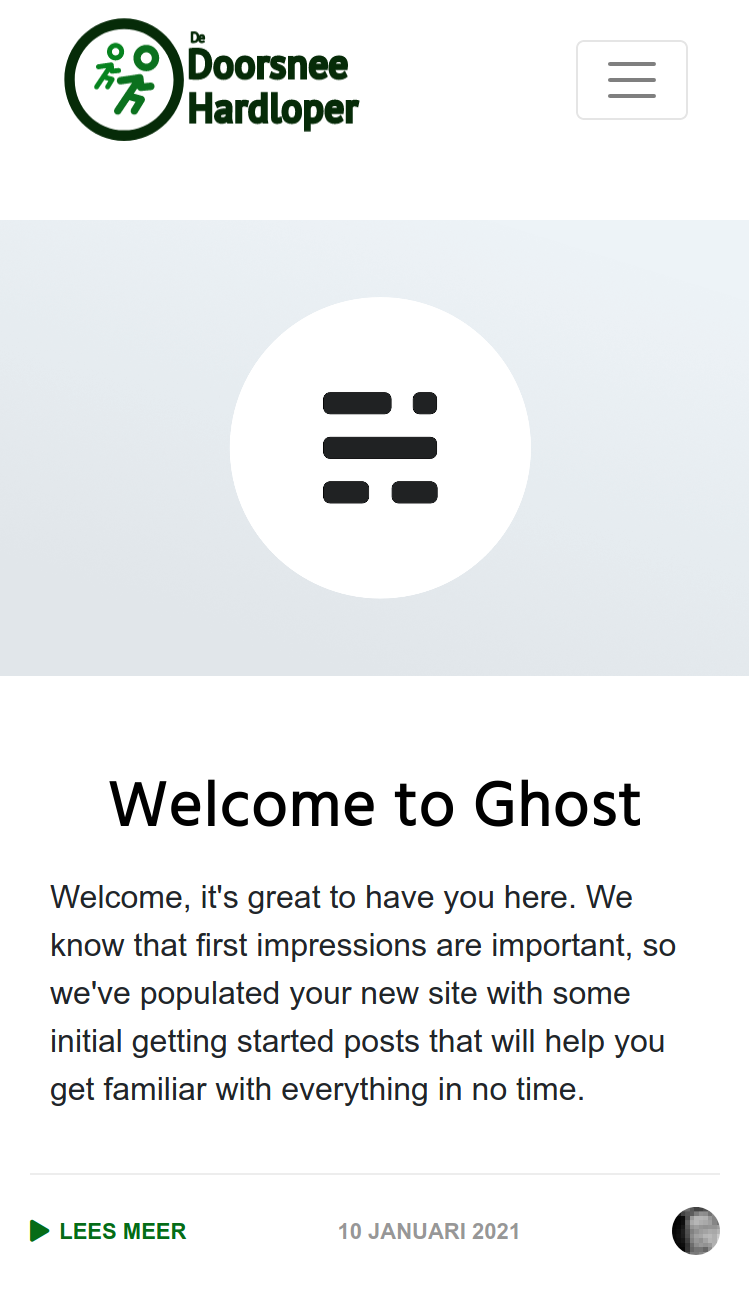 De
Doorsnee
Hardloper
Welcome to Ghost
Welcome, it's great to have you here. We
know that first impressions are important, so
we've populated your new site with some
initial getting started posts that will help you
get familiar with everything in no time.
LEES MEER
10 JANUARI 2021